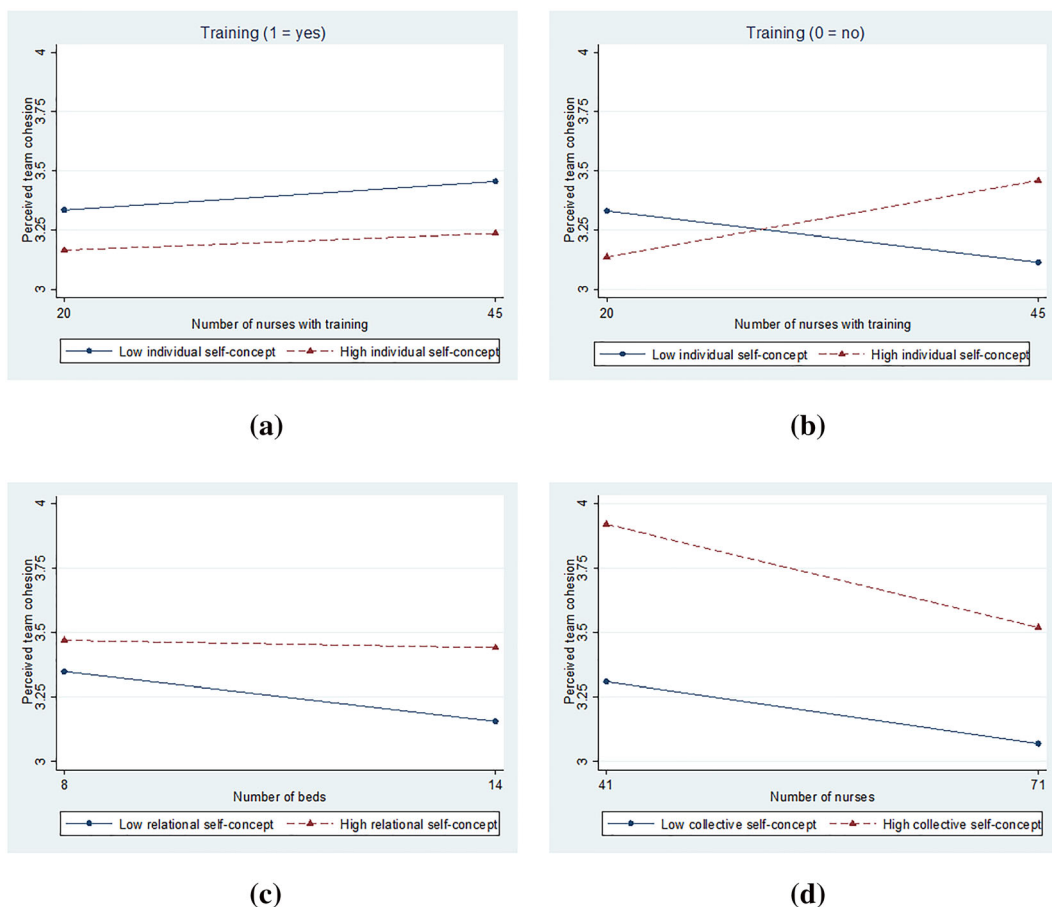 Training (1 = yes)
Perceived team cohesion
4
3.75
3.5
3.25
3
20
45
Number of nurses with training
Low individual self-concept
High individual self-concept
(a)
Training (0 = no)
Perceived team cohesion
4
3.75
3.5
3.25
3
20
45
Number of nurses with training
Low individual self-concept
High individual self-concept
(b)
Perceived team cohesion
4
3.75
3.5
3.25
3
8
14
Number of beds
Low relational self-concept
High relational self-concept
(c)
Perceived team cohesion
4
3.75
3.5
3.25
3
41
71
Number of nurses
Low collective self-concept
High collective self-concept
(d)